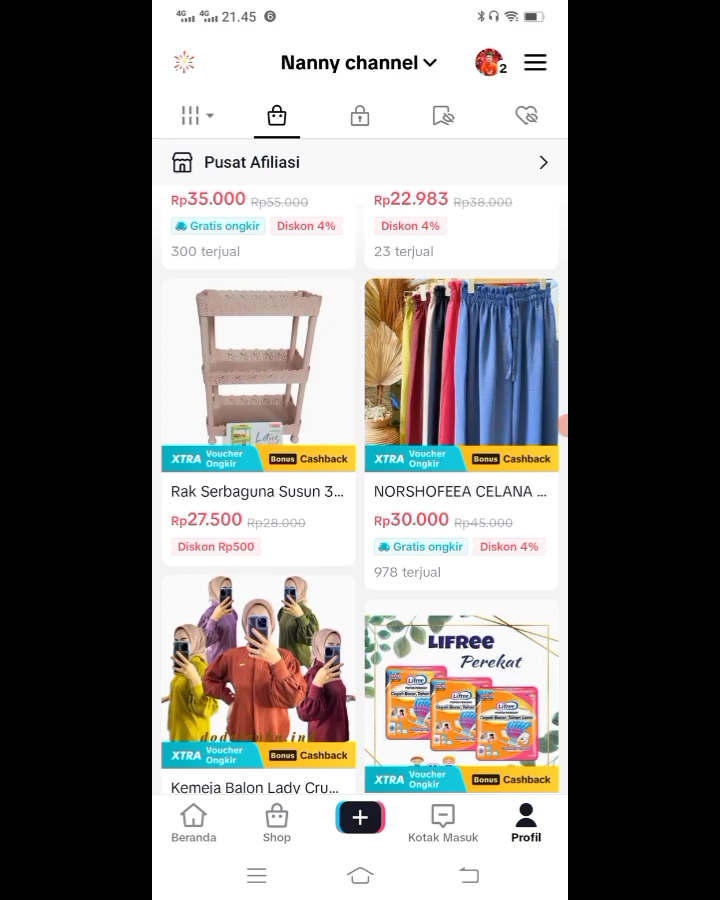 4G 4G 21.45 6
Nanny channel
2
Pusat Afiliasi
Rp35.000 Rp55.000
Gratis ongkir Diskon 4%
300 terjual
Rp22.983 Rp38.000
Diskon 4%
23 terjual
Lotus
XTRA Voucher Ongkir Bonus Cashback
Rak Serbaguna Susun 3...
Rp27.500 Rp28.000
Diskon Rp500
XTRA Voucher Ongkir Bonus Cashback
NORSHOFEEA CELANA ...
Rp30.000 Rp45.000
Gratis ongkir Diskon 4%
978 terjual
XTRA Voucher Ongkir Bonus Cashback
Kemeja Balon Lady Cru...
LIFREE
Perekat
Lifree
Lifree
Lifree
XTRA Voucher Ongkir Bonus Cashback
Beranda
Shop
Kotak Masuk
Profil